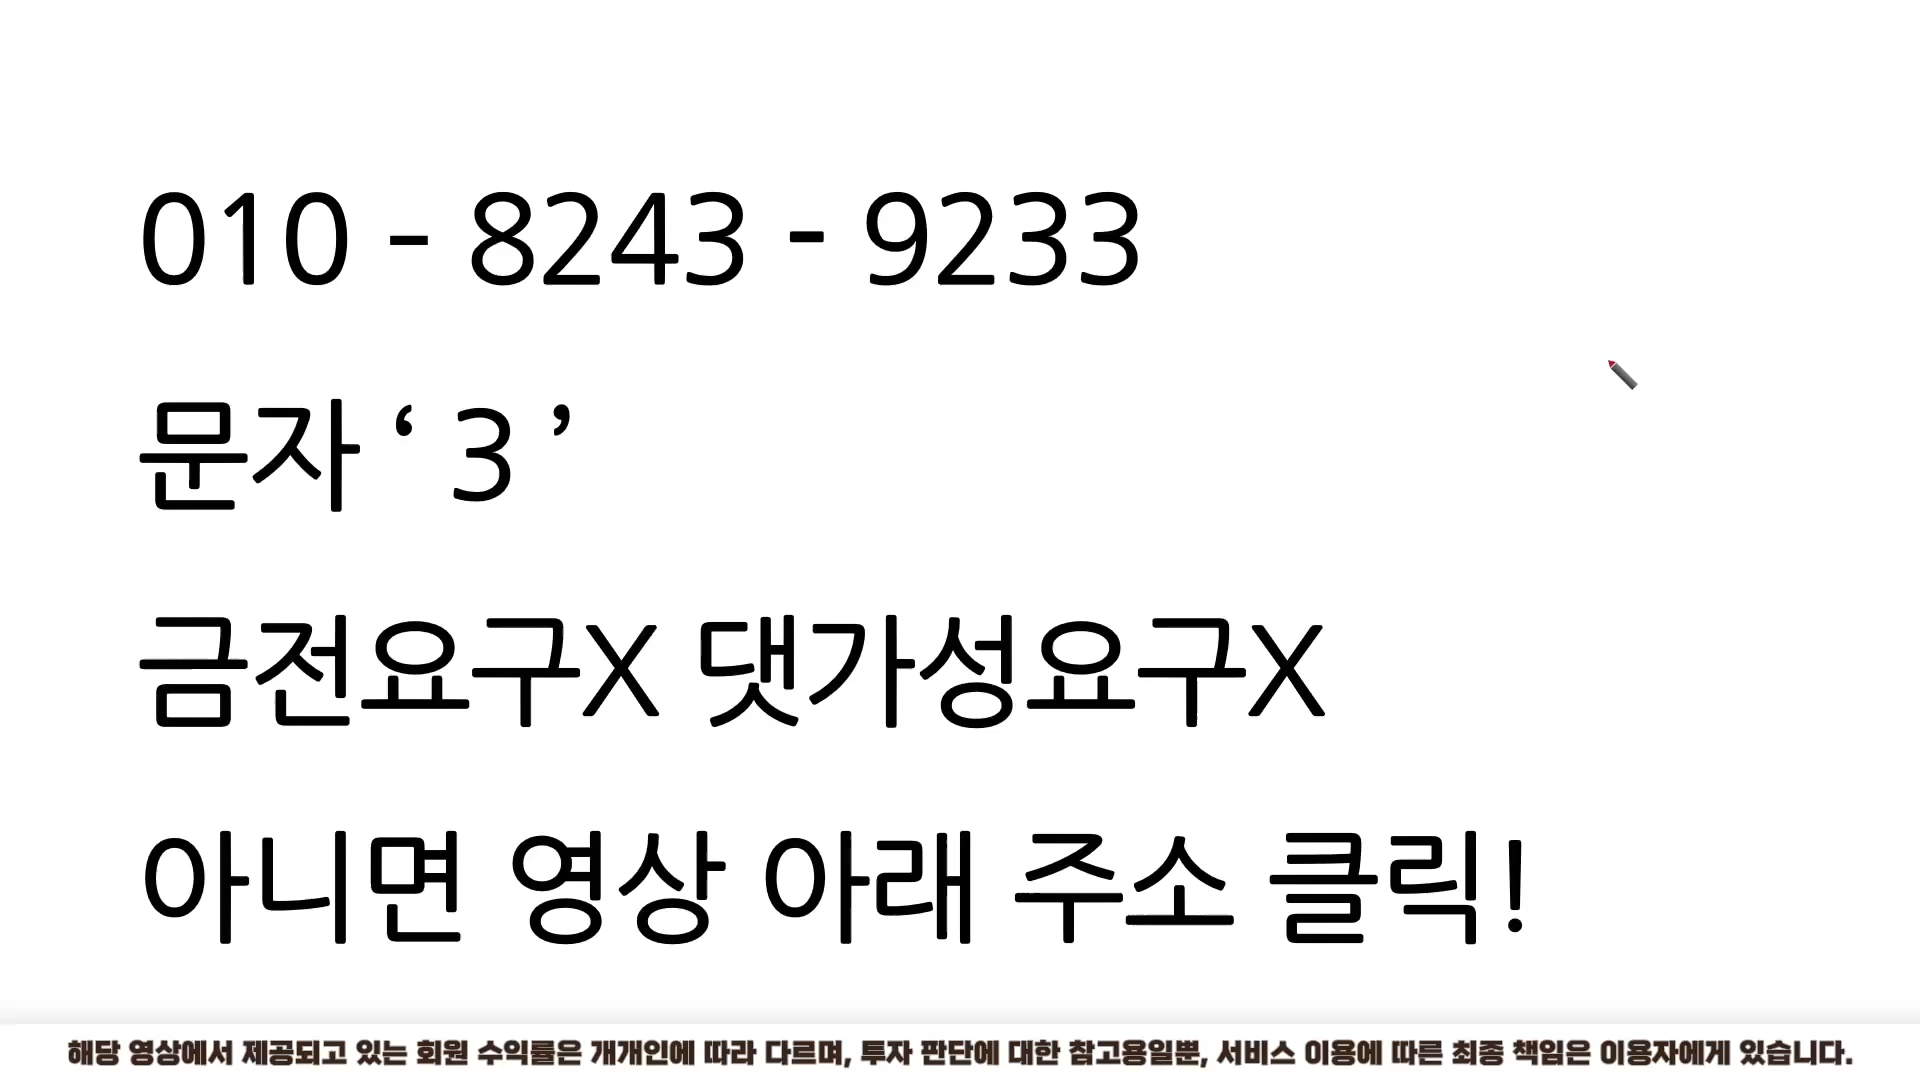 010 - 8243 - 9233
문자 ‘ 3 ’
금전요구X 댓가성요구X
아니면 영상 아래 주소 클릭!
해당 영상에서 제공되고 있는 회원 수익률은 개개인에 따라 다르며, 투자 판단에 대한 참고용일뿐, 서비스 이용에 따른 최종 책임은 이용자에게 있습니다.